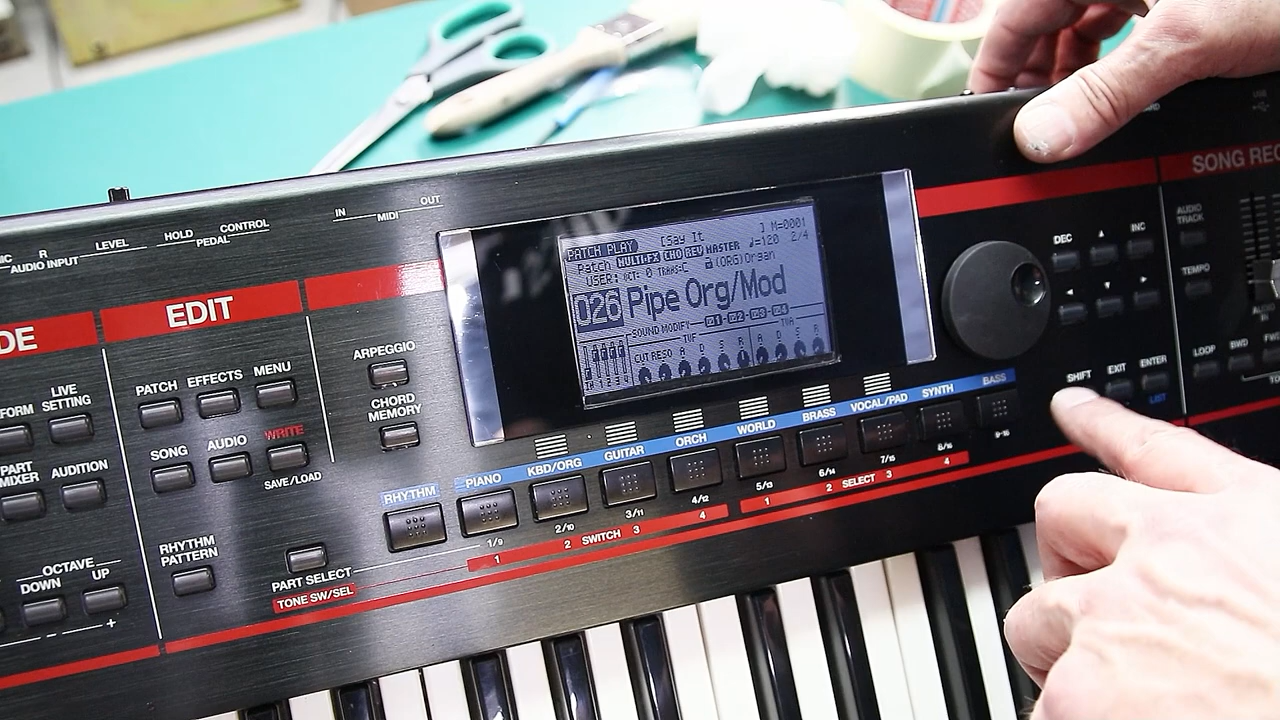 IN
MIDI
OUT
R
AUDIO INPUT
LEVEL
HOLD
PEDAL
CONTROL
EDIT
SONG REC
PATCH
EFFECTS
MENU
LIVE
SETTING
SONG
AUDIO
WRITE
SAVE/LOAD
PART
MIXER
AUDITION
RHYTHM
PATTERN
OCTAVE
DOWN
UP
- +
ARPEGGIO
CHORD
MEMORY
PART SELECT
TONE SW/SEL
PATCH PLAY [Say It ] M=0001
MULTI-FX CHO REV MASTER ♩=120 2/4
Patch
USER: OCT: 0 TRANS:C (ORG)Organ
026 Pipe Org/Mod
SOUND MODIFY
TVF TVA
CUT RESO A D S R A D S R
RHYTHM
PIANO
KBD/ORG
GUITAR
ORCH
WORLD
BRASS
VOCAL/PAD
SYNTH
BASS
1/9
2/10
3/11
4/12
5/13
6/14
7/15
8/16
9-16
1 2 SWITCH 3 4
1 2 SELECT 3 4
DEC
INC
SHIFT
EXIT
ENTER
LIST
AUDIO
TRACK
TEMPO
LOOP
BWD